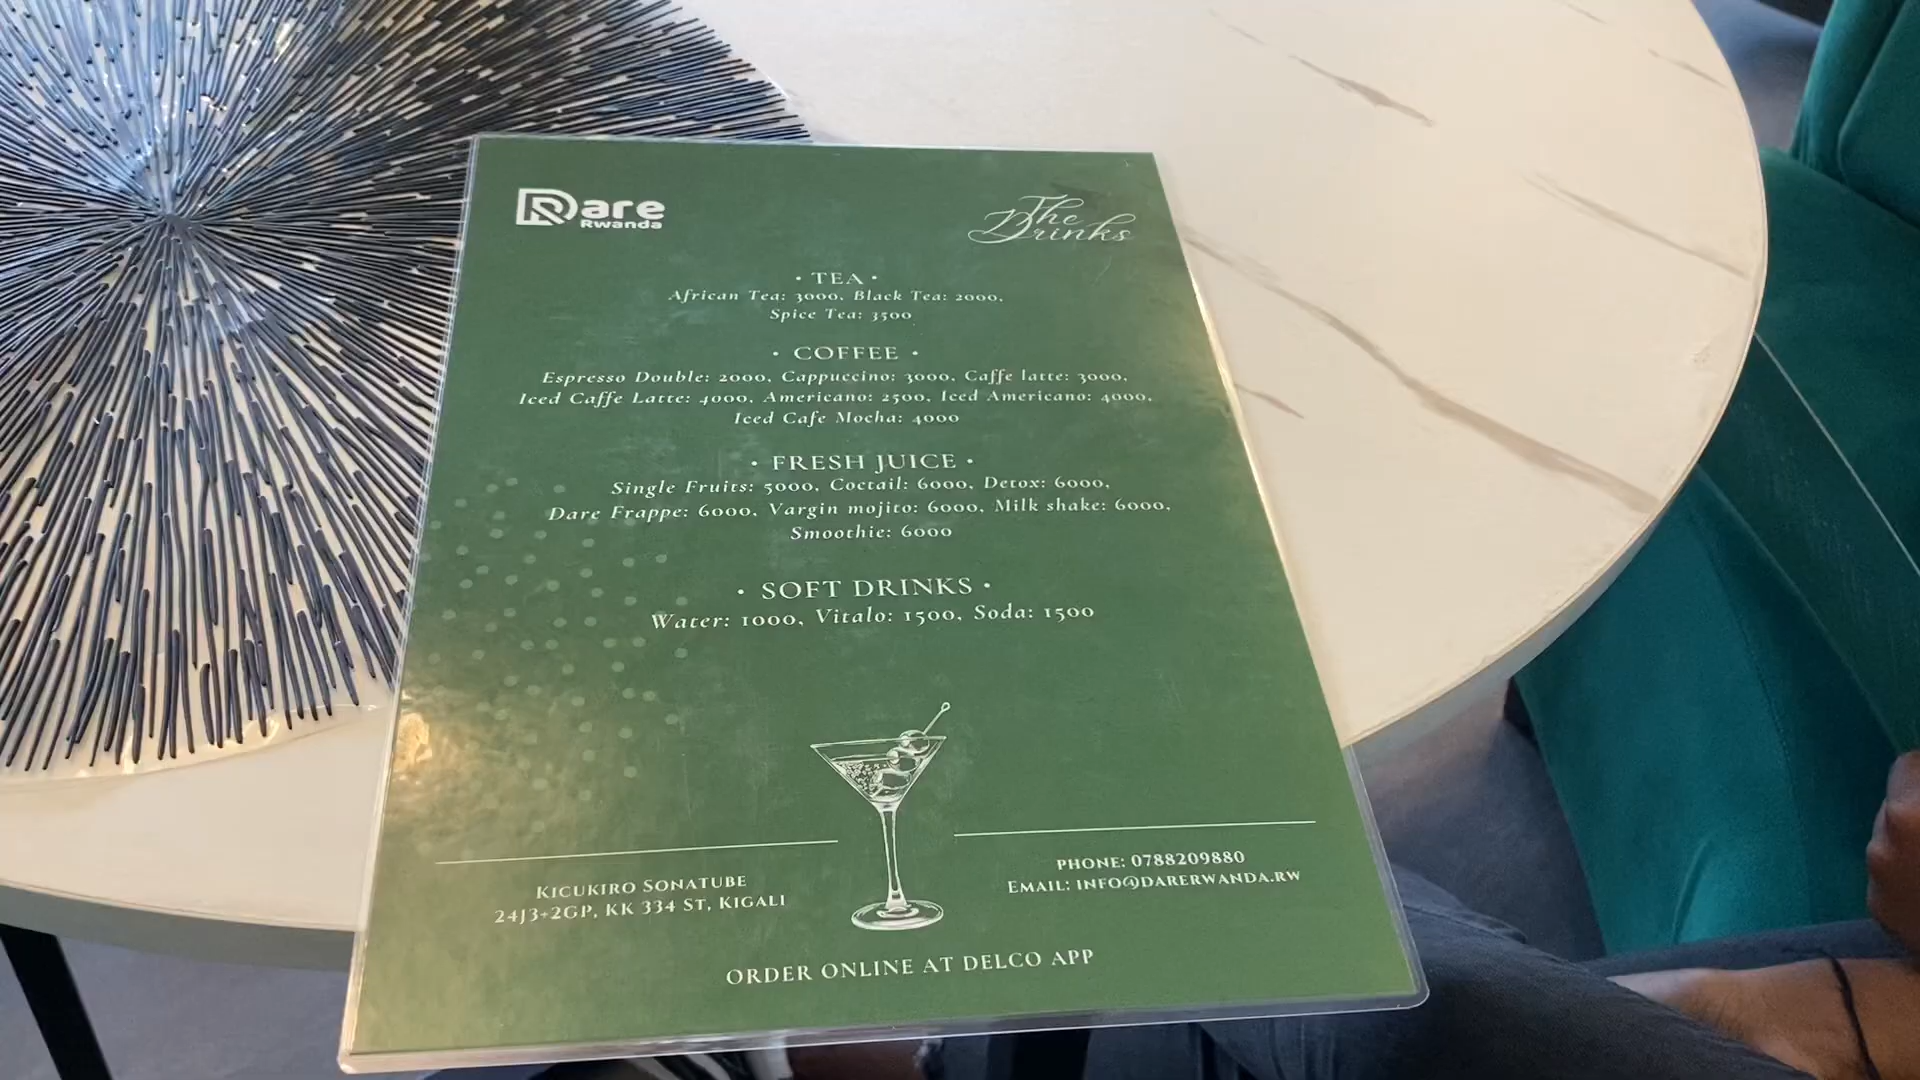 Dare
Rwanda
The
Drinks
• TEA •
African Tea: 3000, Black Tea: 2000,
Spice Tea: 3500
• COFFEE •
Espresso Double: 2000, Cappuccino: 3000, Caffe latte: 3000,
Iced Caffe Latte: 4000, Americano: 2500, Iced Americano: 4000,
Iced Cafe Mocha: 4000
• FRESH JUICE •
Single Fruits: 5000, Coctail: 6000, Detox: 6000,
Dare Frappe: 6000, Vargin mojito: 6000, Milk shake: 6000,
Smoothie: 6000
• SOFT DRINKS •
Water: 1000, Vitalo: 1500, Soda: 1500
KICUKIRO SONATUBE
24J3+2GP, KK 334 ST, KIGALI
PHONE: 0788209880
EMAIL: INFO@DARERWANDA.RW
ORDER ONLINE AT DELCO APP